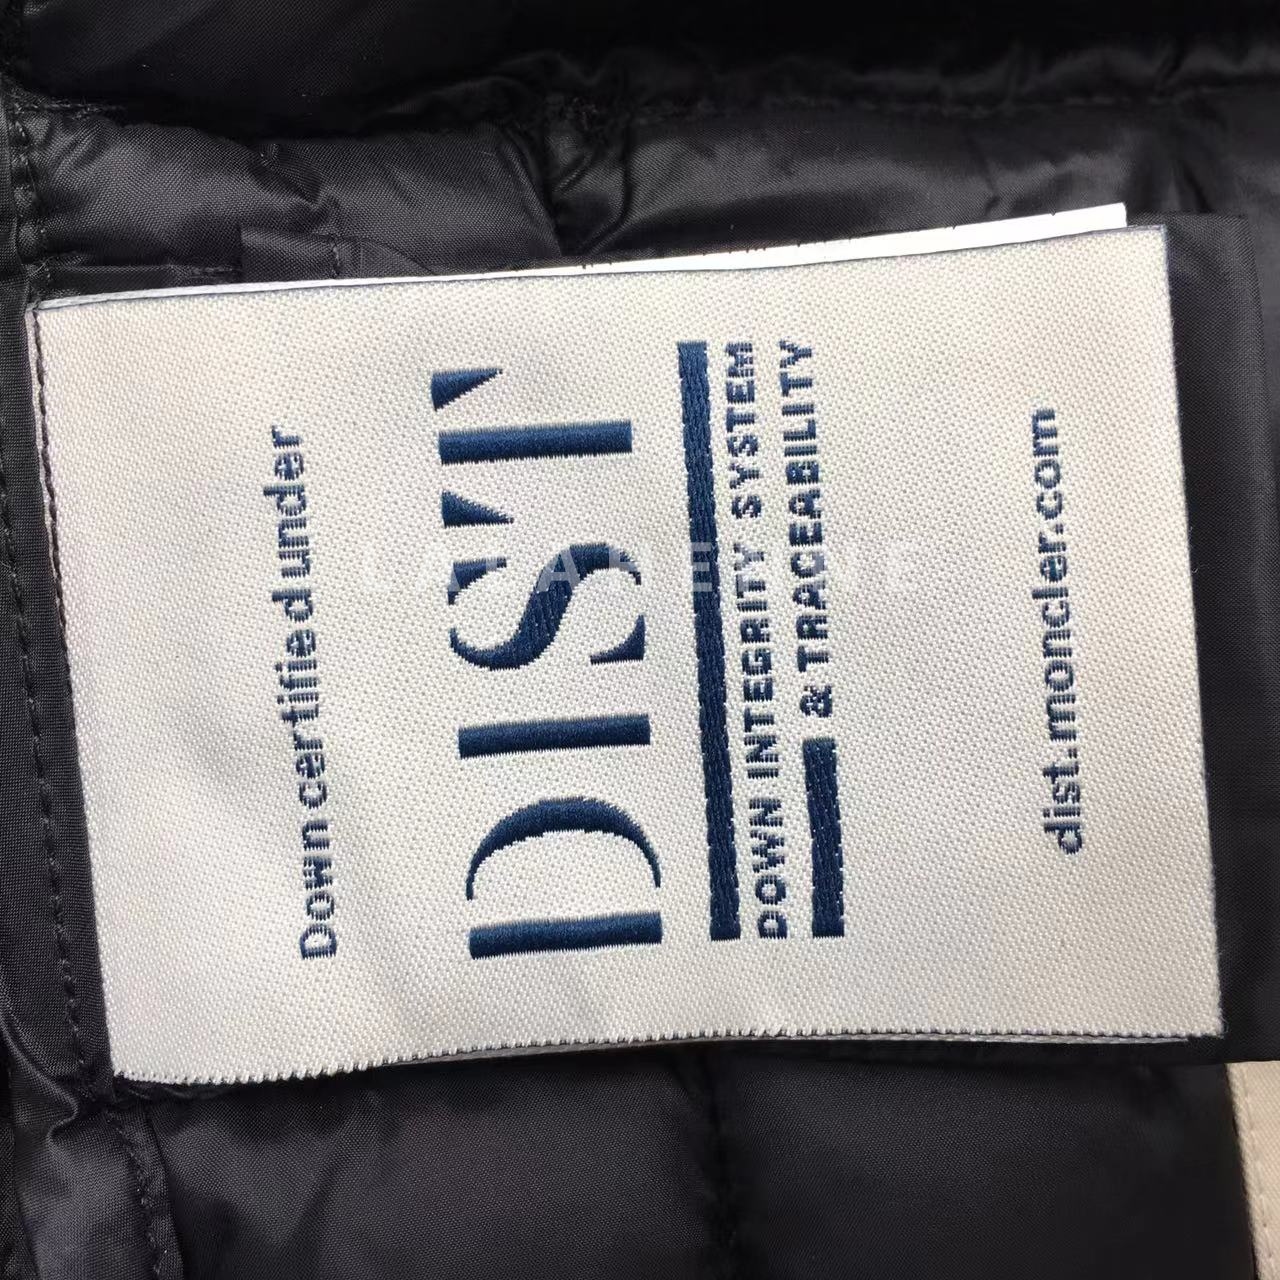 Down certified under
DIST
DOWN INTEGRITY SYSTEM
& TRACEABILITY
dist.moncler.com